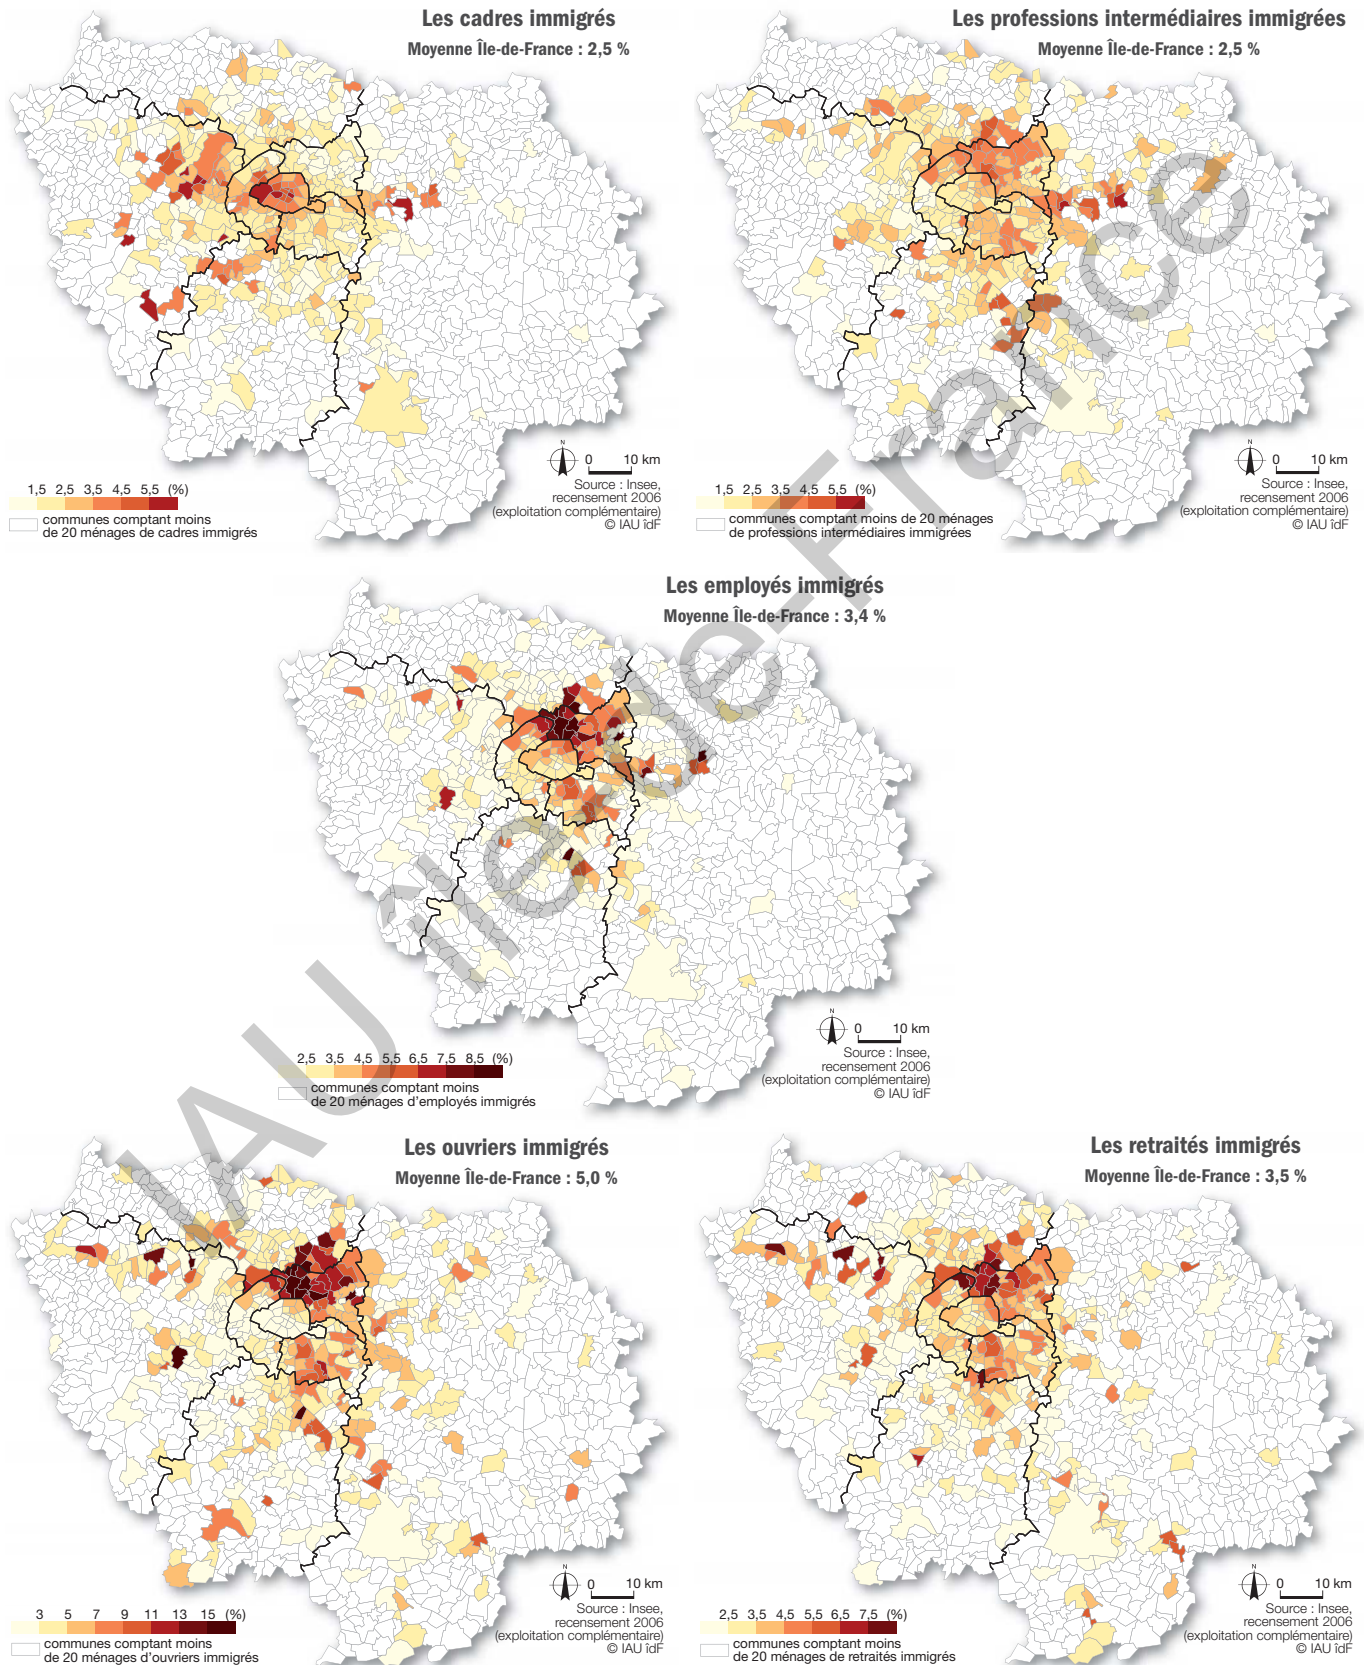 Les cadres immigrés
Moyenne Île-de-France : 2,5 %
N
0 10 km
Source : Insee,
recensement 2006
(exploitation complémentaire)
© IAU îdF
1,5 2,5 3,5 4,5 5,5 (%)
communes comptant moins
de 20 ménages de cadres immigrés
Les professions intermédiaires immigrées
Moyenne Île-de-France : 2,5 %
N
0 10 km
Source : Insee,
recensement 2006
(exploitation complémentaire)
© IAU îdF
1,5 2,5 3,5 4,5 5,5 (%)
communes comptant moins de 20 ménages
de professions intermédiaires immigrées
Les employés immigrés
Moyenne Île-de-France : 3,4 %
N
0 10 km
Source : Insee,
recensement 2006
(exploitation complémentaire)
© IAU îdF
2,5 3,5 4,5 5,5 6,5 7,5 8,5 (%)
communes comptant moins
de 20 ménages d'employés immigrés
Les ouvriers immigrés
Moyenne Île-de-France : 5,0 %
N
0 10 km
Source : Insee,
recensement 2006
(exploitation complémentaire)
© IAU îdF
3 5 7 9 11 13 15 (%)
communes comptant moins
de 20 ménages d'ouvriers immigrés
Les retraités immigrés
Moyenne Île-de-France : 3,5 %
N
0 10 km
Source : Insee,
recensement 2006
(exploitation complémentaire)
© IAU îdF
2,5 3,5 4,5 5,5 6,5 7,5 (%)
communes comptant moins
de 20 ménages de retraités immigrés
IAU île-de-France